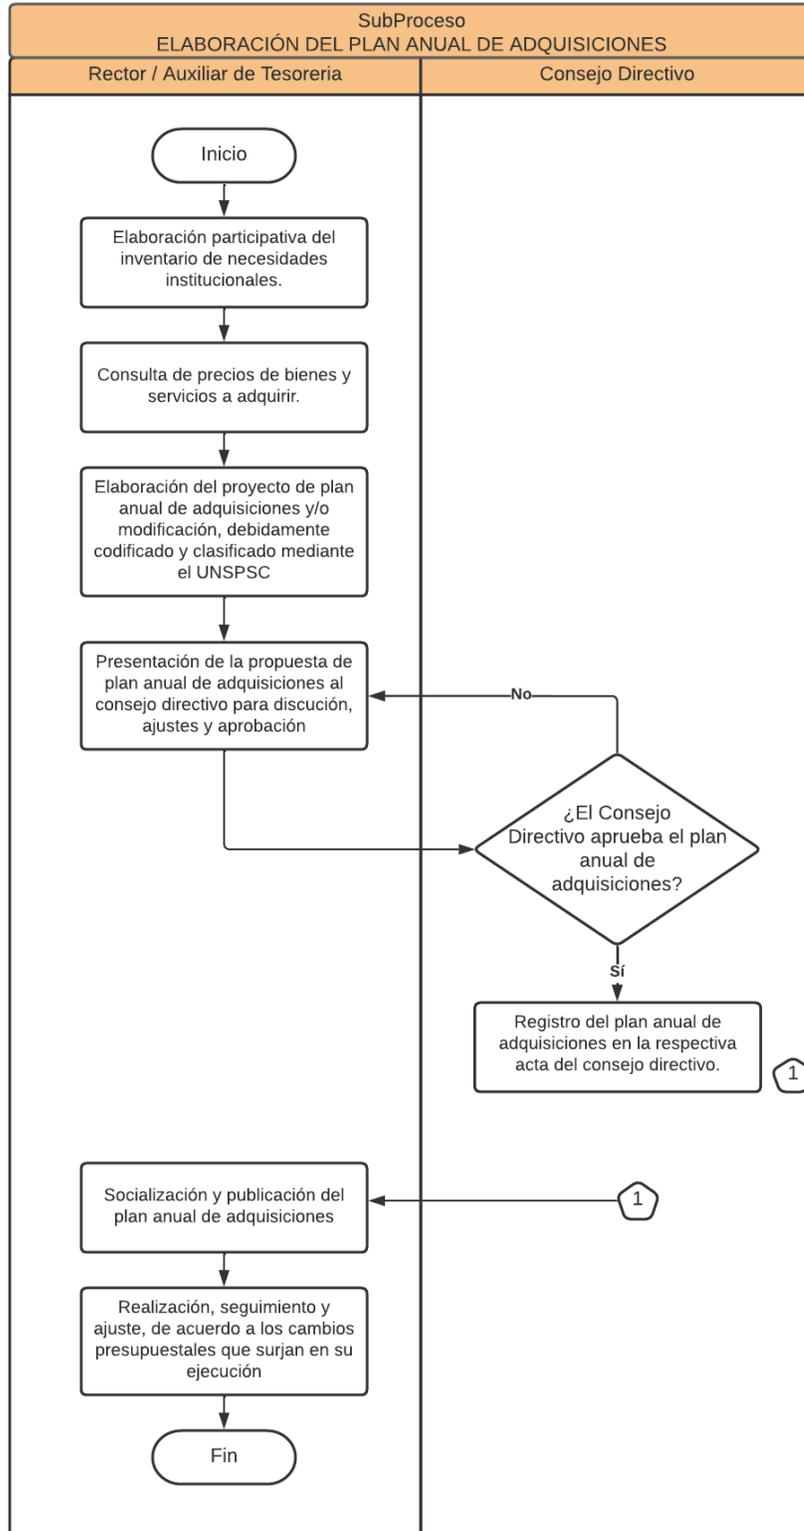 SubProceso
ELABORACIÓN DEL PLAN ANUAL DE ADQUISICIONES
Rector / Auxiliar de Tesoreria
Consejo Directivo
Inicio
Elaboración participativa del
inventario de necesidades
institucionales.
Consulta de precios de bienes y
servicios a adquirir.
Elaboración del proyecto de plan
anual de adquisiciones y/o
modificación, debidamente
codificado y clasificado mediante
el UNSPSC
Presentación de la propuesta de
plan anual de adquisiciones al
consejo directivo para discución,
ajustes y aprobación
No
¿El Consejo
Directivo aprueba el plan
anual de
adquisiciones?
Sí
Registro del plan anual de
adquisiciones en la respectiva
acta del consejo directivo.
1
Socialización y publicación del
plan anual de adquisiciones
1
Realización, seguimiento y
ajuste, de acuerdo a los cambios
presupuestales que surjan en su
ejecución
Fin